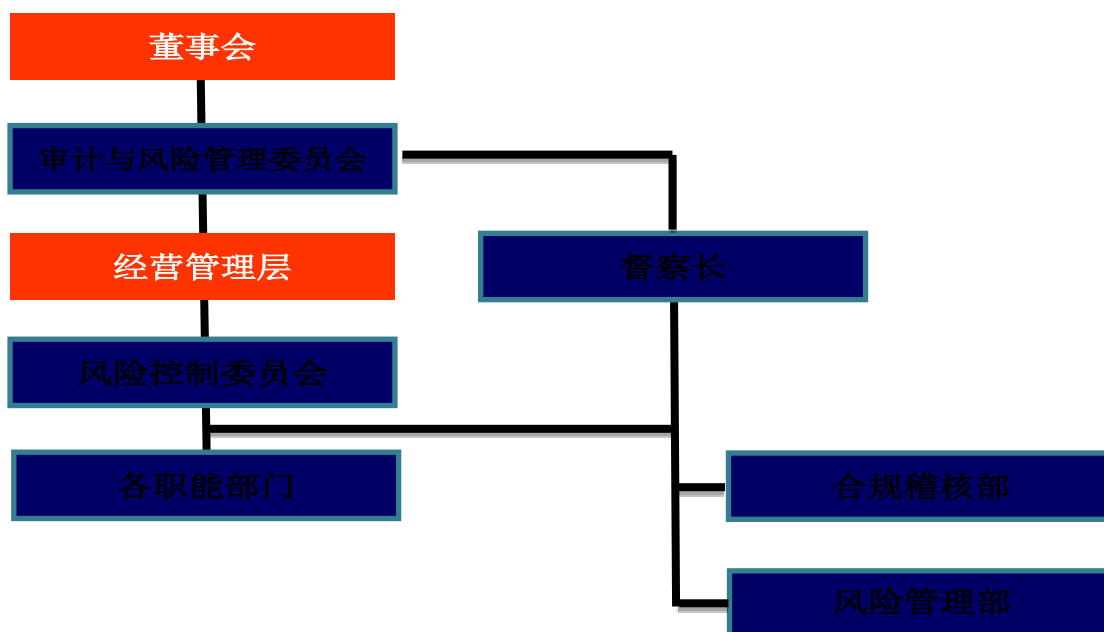 董事会
审计与风险管理委员会
经营管理层
督察长
风险控制委员会
各职能部门
合规稽核部
风险管理部